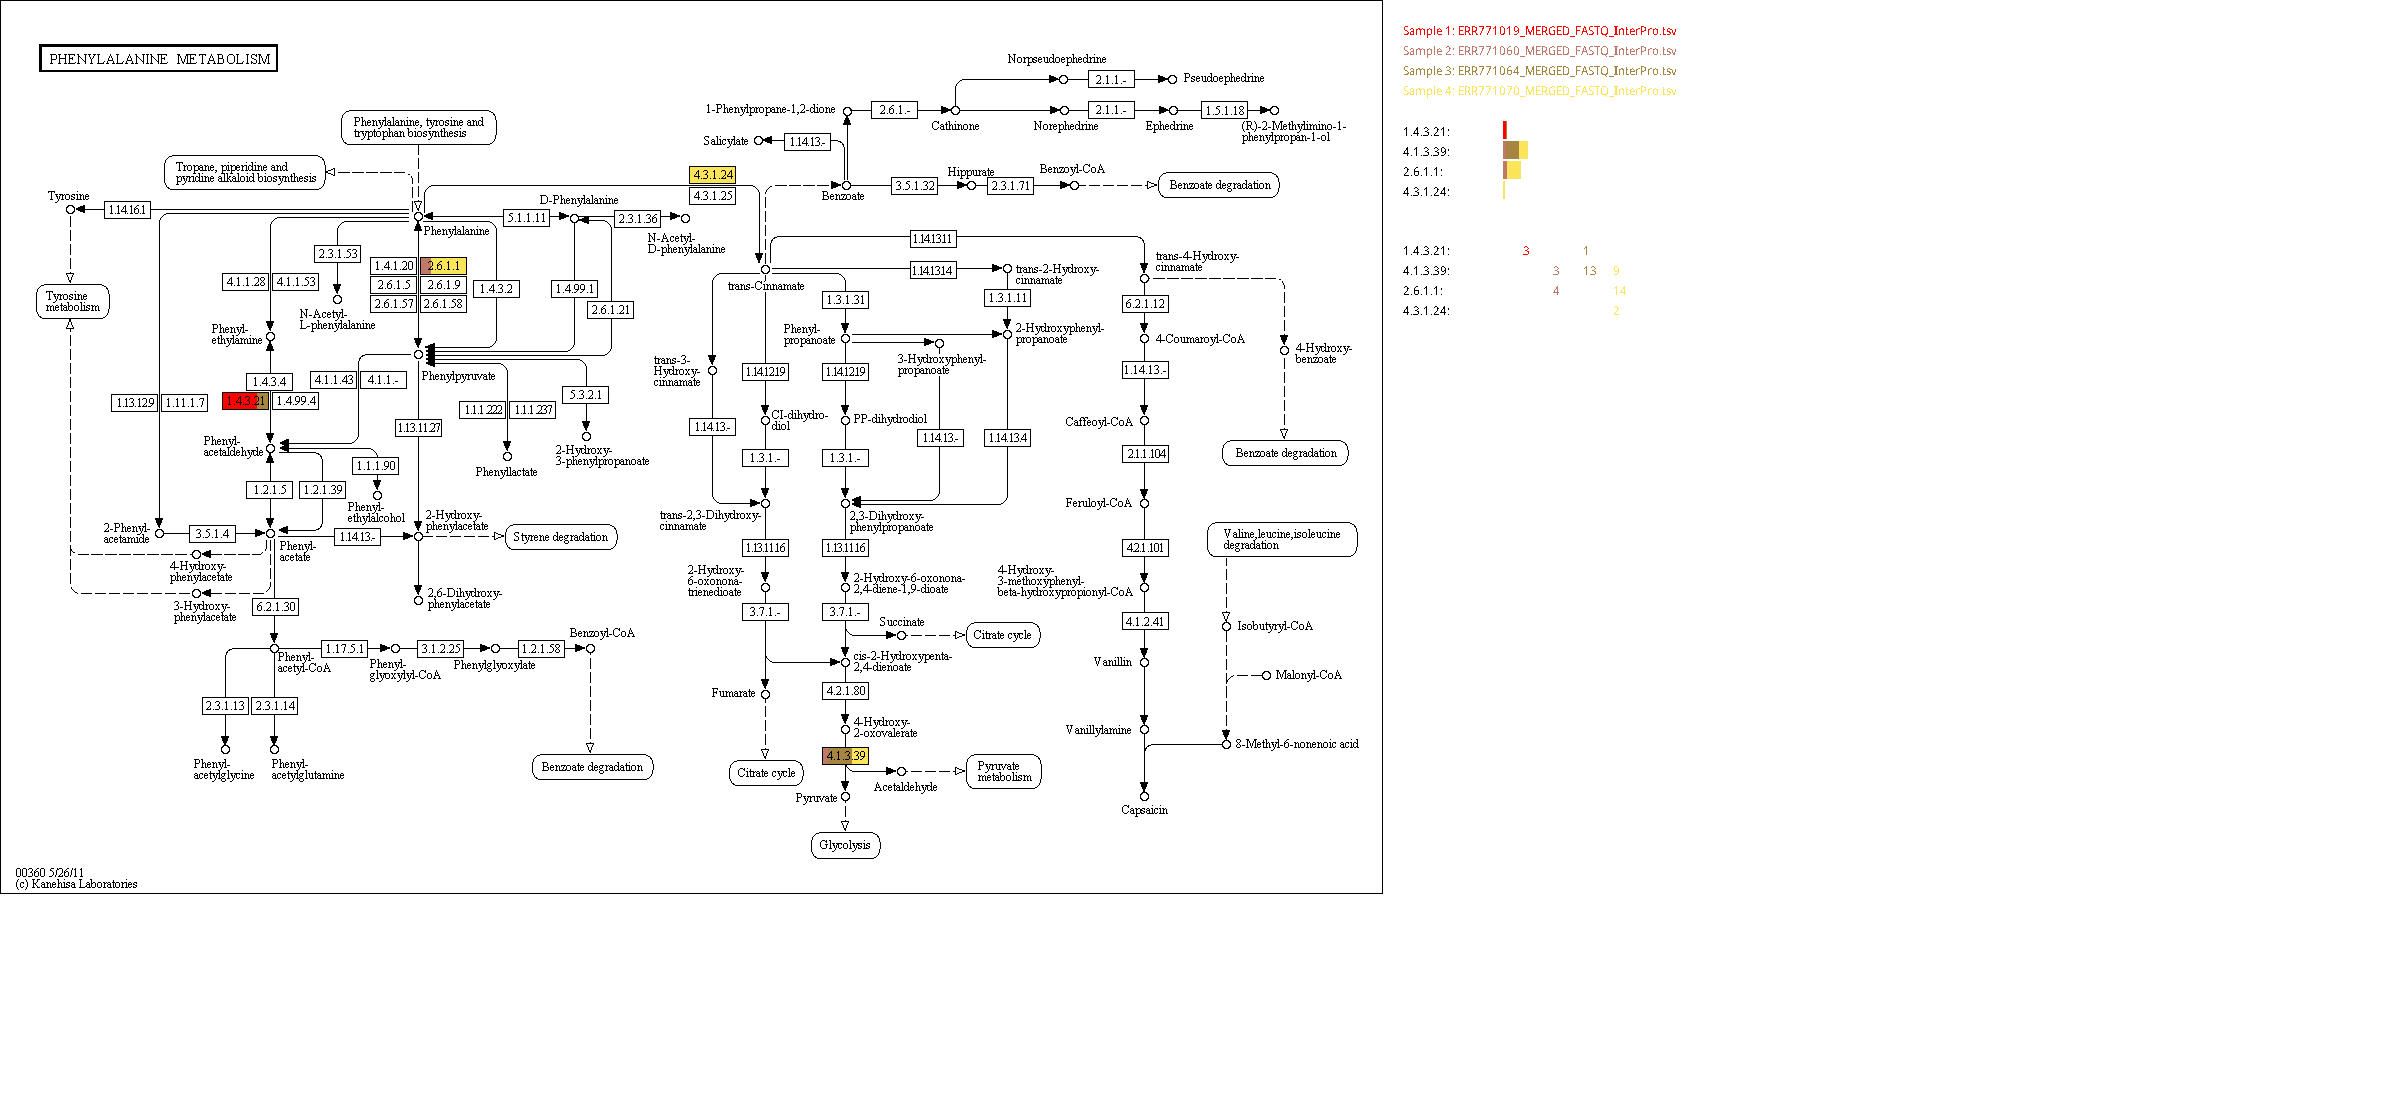 PHENYLALANINE METABOLISM
Phenylalanine, tyrosine and
tryptophan biosynthesis
Tropane, piperidine and
pyridine alkaloid biosynthesis
Tyrosine
1.14.16.1
Tyrosine
metabolism
Phenylalanine
2.3.1.53
N-Acetyl-
L-phenylalanine
4.1.1.28
4.1.1.53
1.4.1.20
2.6.1.1
2.6.1.5
2.6.1.9
2.6.1.57
2.6.1.58
1.4.3.2
5.1.1.11
D-Phenylalanine
2.3.1.36
N-Acetyl-
D-phenylalanine
1.4.99.1
2.6.1.21
Phenyl-
ethylamine
1.4.3.4
1.4.3.21
1.4.99.4
4.1.1.43
4.1.1.-
Phenylpyruvate
1.13.12.9
1.11.1.7
1.1.1.222
1.1.1.237
5.3.2.1
1.13.11.27
Phenyllactate
2-Hydroxy-
3-phenylpropanoate
Phenyl-
acetaldehyde
1.1.1.90
Phenyl-
ethylalcohol
1.2.1.5
1.2.1.39
2-Phenyl-
acetamide
3.5.1.4
Phenyl-
acetate
1.14.13.-
2-Hydroxy-
phenylacetate
Styrene degradation
4-Hydroxy-
phenylacetate
3-Hydroxy-
phenylacetate
2,6-Dihydroxy-
phenylacetate
6.2.1.30
Phenyl-
acetyl-CoA
1.17.5.1
Phenyl-
glyoxylyl-CoA
3.1.2.25
Phenylglyoxylate
1.2.1.58
Benzoyl-CoA
2.3.1.13
2.3.1.14
Phenyl-
acetylglycine
Phenyl-
acetylglutamine
Benzoate degradation
Norpseudoephedrine
2.1.1.-
Pseudoephedrine
1-Phenylpropane-1,2-dione
2.6.1.-
Cathinone
Norephedrine
2.1.1.-
Ephedrine
1.5.1.18
(R)-2-Methylimino-1-
phenylpropan-1-ol
Salicylate
1.14.13.-
4.3.1.24
4.3.1.25
Benzoate
3.5.1.32
Hippurate
2.3.1.71
Benzoyl-CoA
Benzoate degradation
trans-Cinnamate
1.14.13.11
1.14.13.14
trans-2-Hydroxy-
cinnamate
trans-4-Hydroxy-
cinnamate
1.3.1.31
1.3.1.11
6.2.1.12
Phenyl-
propanoate
2-Hydroxyphenyl-
propanoate
3-Hydroxyphenyl-
propanoate
4-Coumaroyl-CoA
4-Hydroxy-
benzoate
trans-3-
Hydroxy-
cinnamate
1.14.12.19
1.14.12.19
1.14.13.-
CI-dihydro-
diol
PP-dihydrodiol
Caffeoyl-CoA
1.14.13.-
1.14.13.-
1.14.13.4
1.3.1.-
1.3.1.-
2.1.1.104
Benzoate degradation
trans-2,3-Dihydroxy-
cinnamate
2,3-Dihydroxy-
phenylpropanoate
Feruloyl-CoA
1.13.11.16
1.13.11.16
4.2.1.101
Valine,leucine,isoleucine
degradation
2-Hydroxy-
6-oxonona-
trienedioate
2-Hydroxy-6-oxonona-
2,4-diene-1,9-dioate
4-Hydroxy-
3-methoxyphenyl-
beta-hydroxypropionyl-CoA
3.7.1.-
3.7.1.-
Succinate
Citrate cycle
4.1.2.41
Isobutyryl-CoA
cis-2-Hydroxypenta-
2,4-dienoate
Vanillin
Malonyl-CoA
Fumarate
4.2.1.80
4-Hydroxy-
2-oxovalerate
Vanillylamine
8-Methyl-6-nonenoic acid
4.1.3.39
Citrate cycle
Acetaldehyde
Pyruvate
metabolism
Pyruvate
Capsaicin
Glycolysis
00360 5/26/11
(c) Kanehisa Laboratories
Sample 1: ERR771019_MERGED_FASTQ_InterPro.tsv
Sample 2: ERR771060_MERGED_FASTQ_InterPro.tsv
Sample 3: ERR771064_MERGED_FASTQ_InterPro.tsv
Sample 4: ERR771070_MERGED_FASTQ_InterPro.tsv
1.4.3.21:
4.1.3.39:
2.6.1.1:
4.3.1.24:
1.4.3.21: 3 1
4.1.3.39: 3 13 9
2.6.1.1: 4 14
4.3.1.24: 2